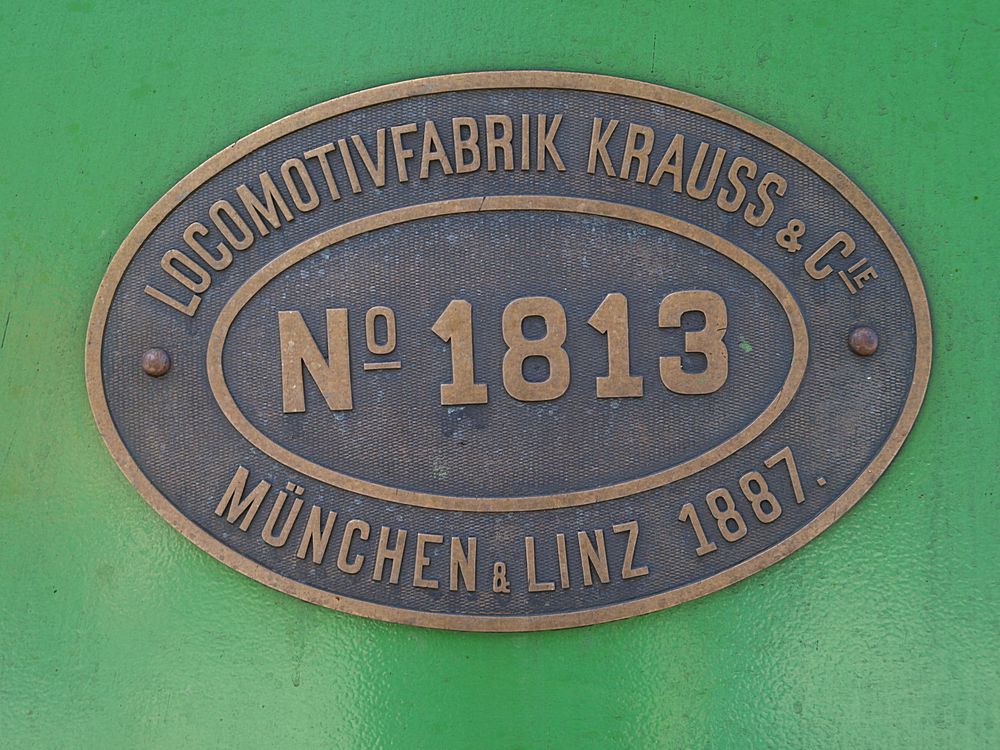 LOCOMOTIVFABRIK KRAUSS & CIE
Nº 1813
MÜNCHEN & LINZ 1887.